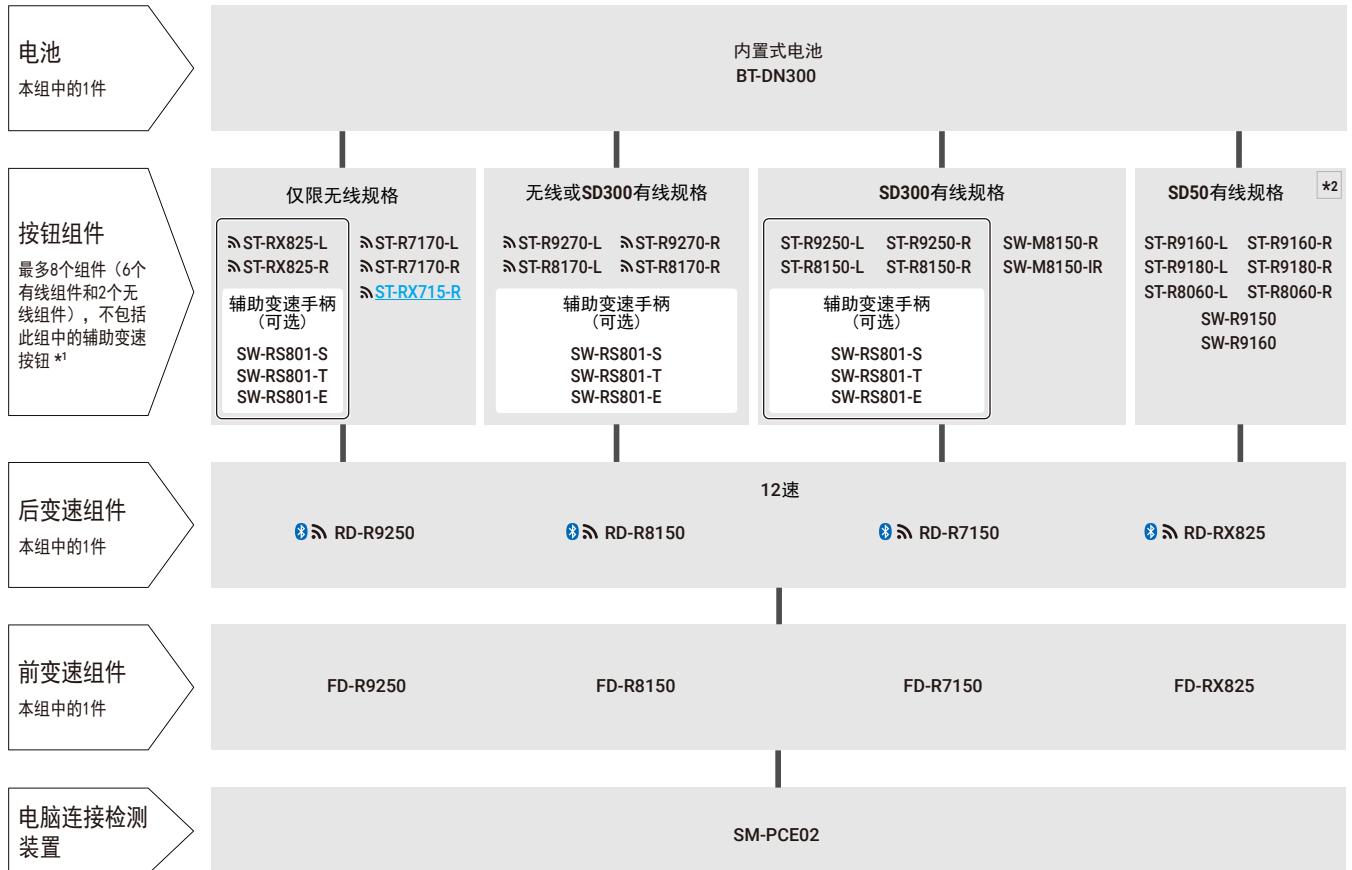 电池
本组中的1件
内置式电池
BT-DN300
按钮组件
最多8个组件（6个
有线组件和2个无
线组件），不包括
此组中的辅助变速
按钮 *1
仅限无线规格
ST-RX825-L
ST-RX825-R
辅助变速手柄
（可选）
SW-RS801-S
SW-RS801-T
SW-RS801-E
ST-R7170-L
ST-R7170-R
ST-RX715-R
无线或SD300有线规格
ST-R9270-L ST-R9270-R
ST-R8170-L ST-R8170-R
辅助变速手柄
（可选）
SW-RS801-S
SW-RS801-T
SW-RS801-E
SD300有线规格
ST-R9250-L ST-R9250-R
ST-R8150-L ST-R8150-R
辅助变速手柄
（可选）
SW-RS801-S
SW-RS801-T
SW-RS801-E
SW-M8150-R
SW-M8150-IR
SD50有线规格
*2
ST-R9160-L ST-R9160-R
ST-R9180-L ST-R9180-R
ST-R8060-L ST-R8060-R
SW-R9150
SW-R9160
后变速组件
本组中的1件
12速
RD-R9250 RD-R8150 RD-R7150 RD-RX825
前变速组件
本组中的1件
FD-R9250 FD-R8150 FD-R7150 FD-RX825
电脑连接检测
装置
SM-PCE02